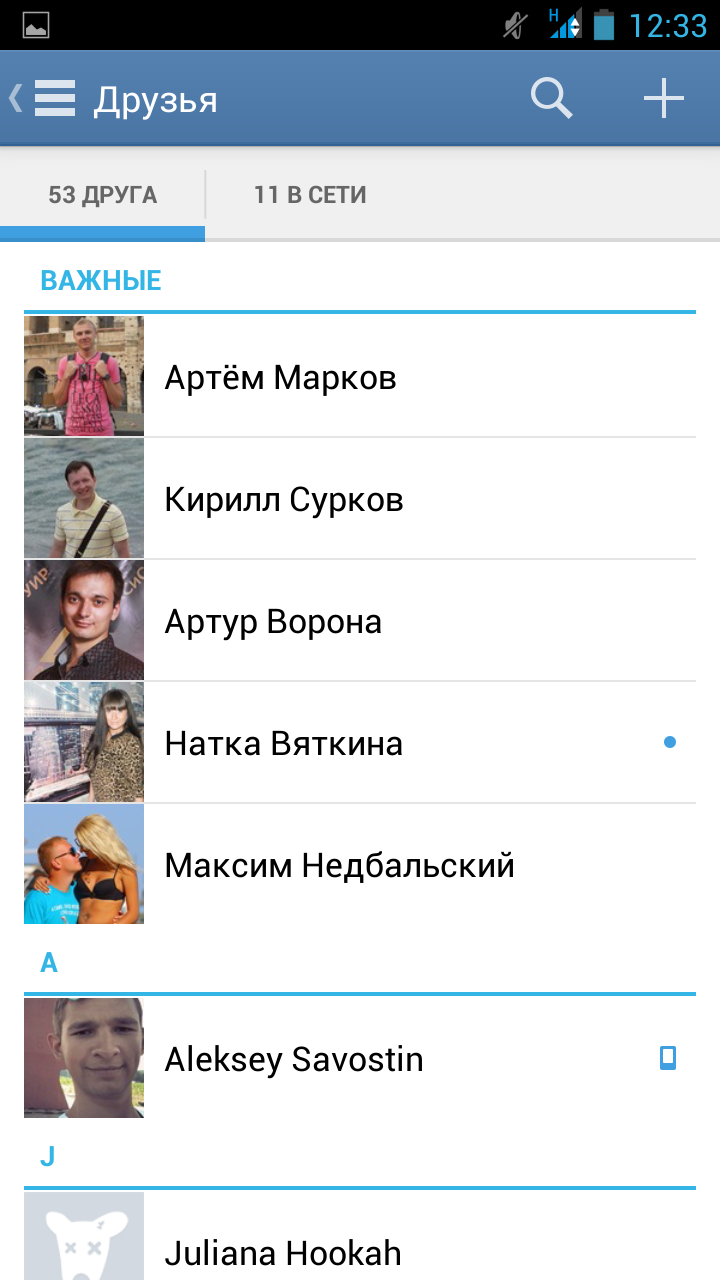 H 12:33
Друзья
53 ДРУГА
11 В СЕТИ
ВАЖНЫЕ
Артём Марков
Кирилл Сурков
Артур Ворона
Натка Вяткина
Максим Недбальский
A
Aleksey Savostin
J
Juliana Hookah